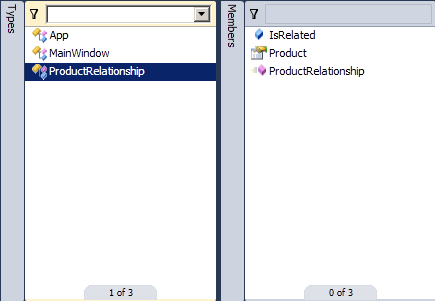 Types
App
MainWindow
ProductRelationship
1 of 3
Members
IsRelated
Product
ProductRelationship
0 of 3